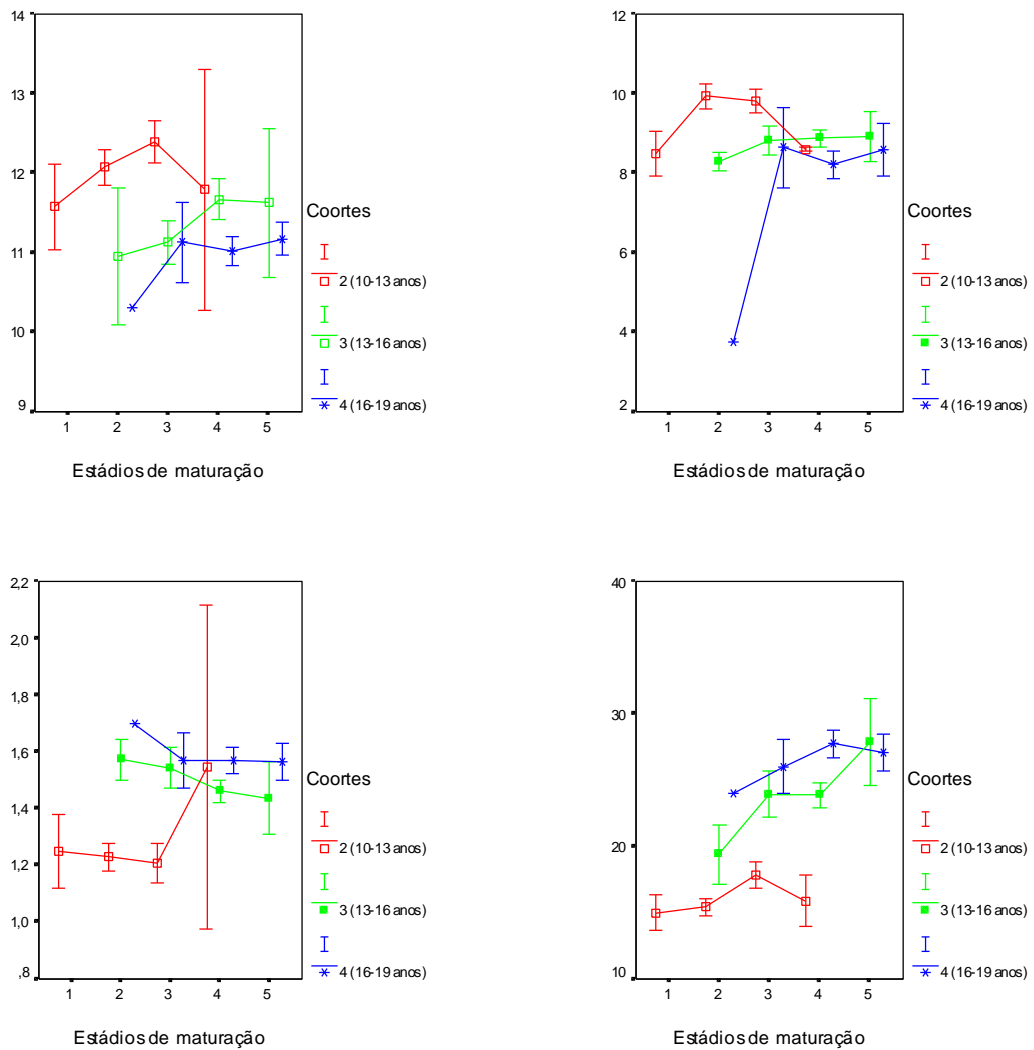 14
13
12
11
10
9
1 2 3 4 5
Estádios de maturação
Coortes
2 (10-13 anos)
3 (13-16 anos)
4 (16-19 anos)
12
10
8
6
4
2
1 2 3 4 5
Estádios de maturação
Coortes
2 (10-13 anos)
3 (13-16 anos)
4 (16-19 anos)
2,2
2,0
1,8
1,6
1,4
1,2
1,0
,8
1 2 3 4 5
Estádios de maturação
Coortes
2 (10-13 anos)
3 (13-16 anos)
4 (16-19 anos)
40
30
20
10
1 2 3 4 5
Estádios de maturação
Coortes
2 (10-13 anos)
3 (13-16 anos)
4 (16-19 anos)